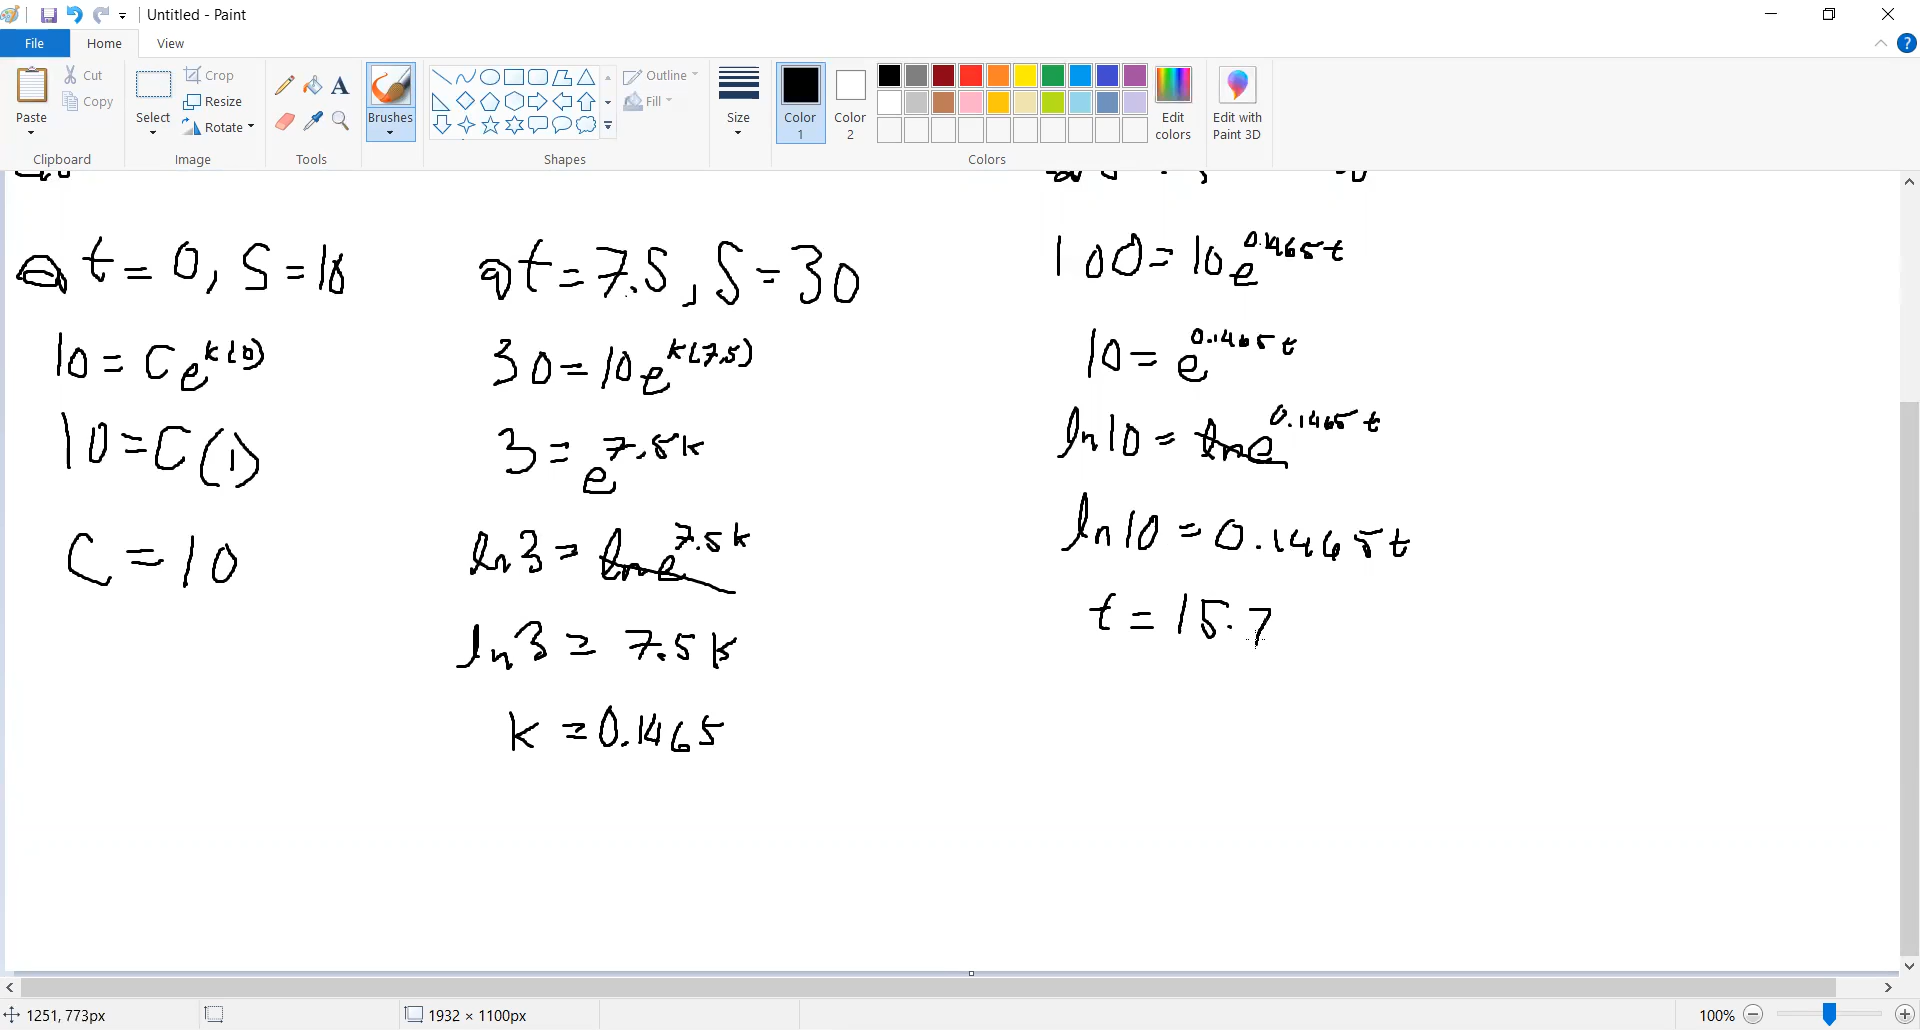 Untitled - Paint
File
Home
View
Paste
Cut
Copy
Clipboard
Select
Crop
Resize
Rotate
Image
Tools
Brushes
Shapes
Outline
Fill
Size
Color 1
Color 2
Colors
Edit colors
Edit with Paint 3D
@ t = 0, S = 10
10 = Ce^k(0)
10 = C(1)
C = 10
@ t = 7.5, S = 30
30 = 10e^k(7.5)
3 = e^7.5k
ln3 = ln e^7.5k
ln3 = 7.5k
k = 0.1465
100 = 10e^0.1465t
10 = e^0.1465t
ln10 = ln e^0.1465t
ln10 = 0.1465t
t = 15.7
1251, 773px
1932 × 1100px
100%